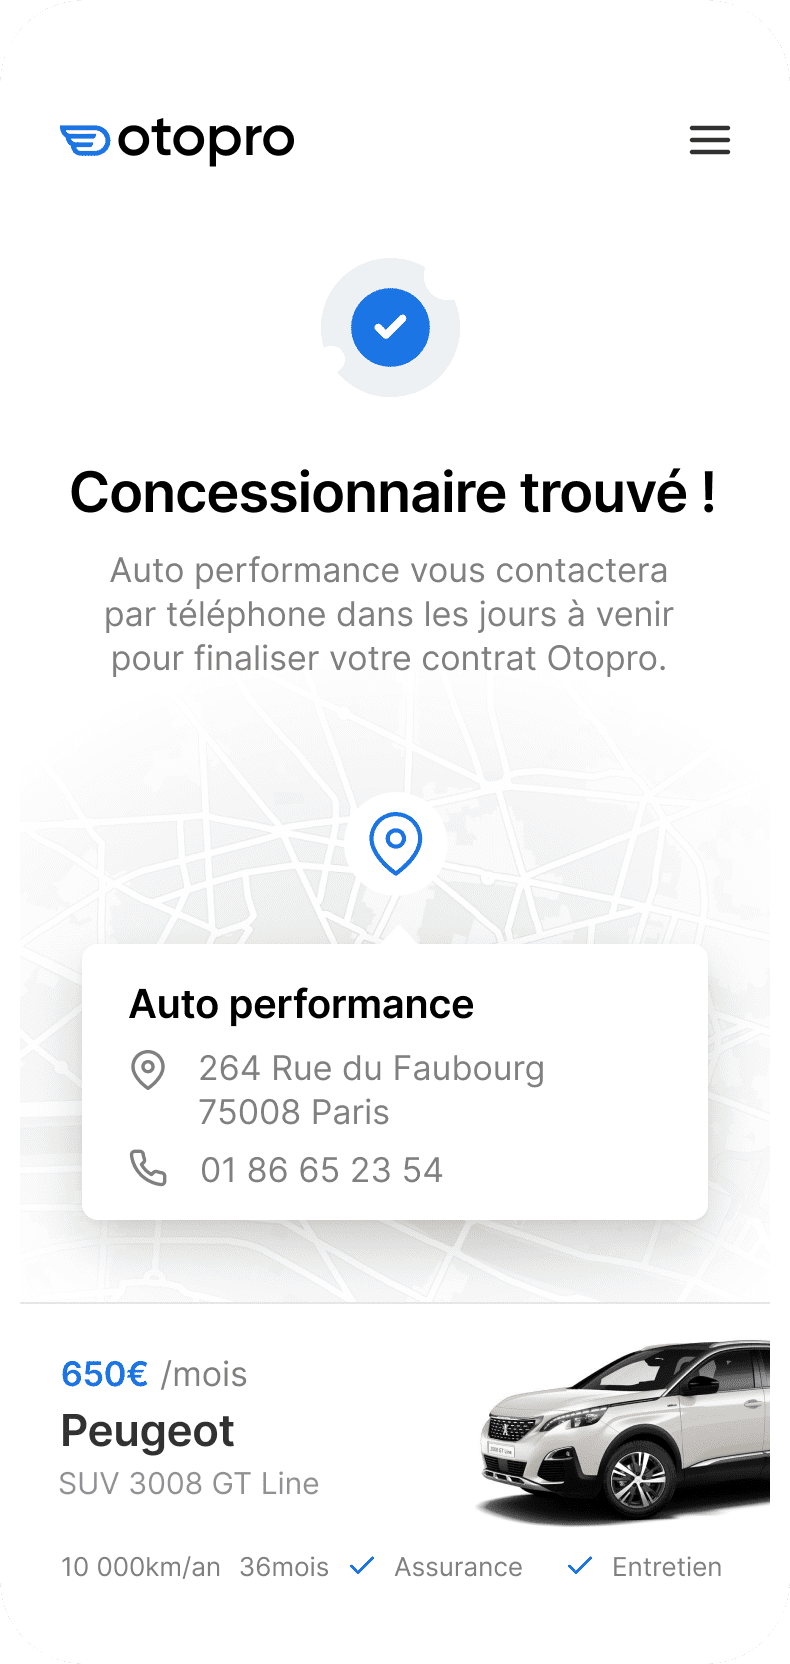 otopro
Concessionnaire trouvé !
Auto performance vous contactera
par téléphone dans les jours à venir
pour finaliser votre contrat Otopro.
Auto performance
264 Rue du Faubourg
75008 Paris
01 86 65 23 54
650€ /mois
Peugeot
SUV 3008 GT Line
10 000km/an 36mois Assurance Entretien